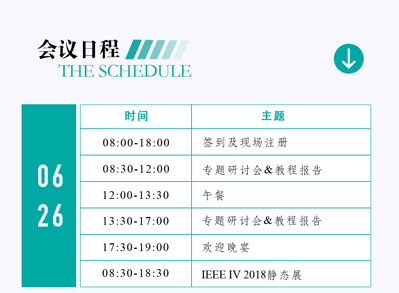 会议日程
THE SCHEDULE
时间 主题
06
26
08:00-18:00 签到及现场注册
08:30-12:00 专题研讨会&教程报告
12:00-13:30 午餐
13:30-17:00 专题研讨会&教程报告
17:30-19:00 欢迎晚宴
08:30-18:30 IEEE IV 2018静态展